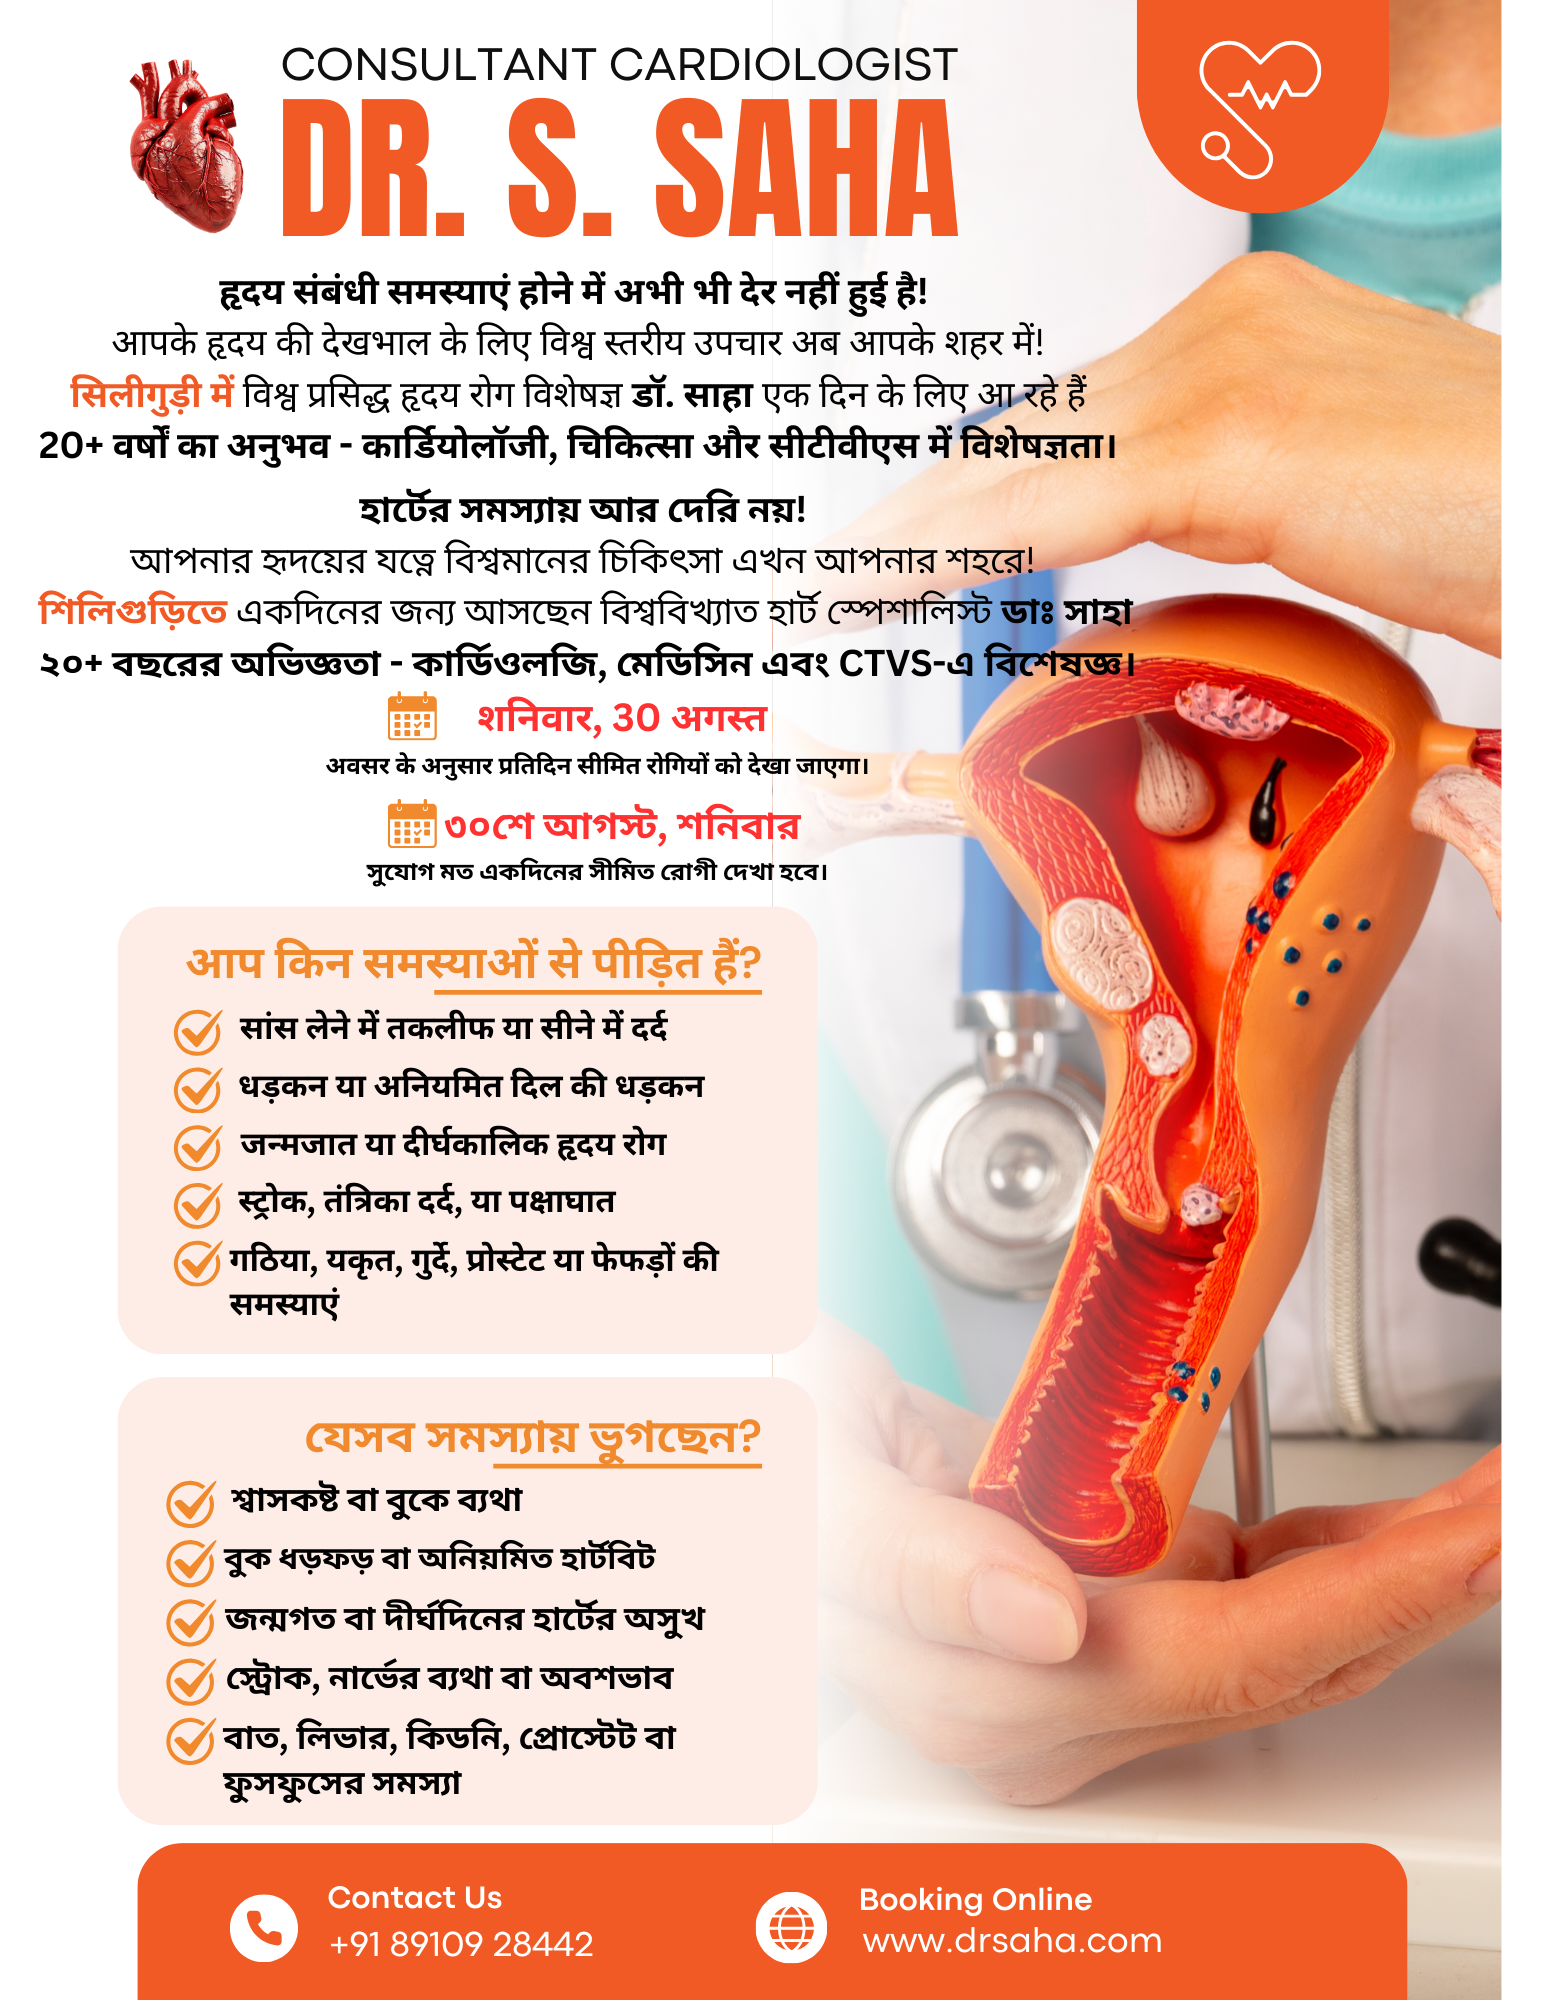 CONSULTANT CARDIOLOGIST
DR. S. SAHA
हृदय संबंधी समस्याएं होने में अभी भी देर नहीं हुई है!
आपके हृदय की देखभाल के लिए विश्व स्तरीय उपचार अब आपके शहर में!
सिलीगुड़ी में विश्व प्रसिद्ध हृदय रोग विशेषज्ञ डॉ. साहा एक दिन के लिए आ रहे हैं
20+ वर्षों का अनुभव - कार्डियोलॉजी, चिकित्सा और सीटीवीएस में विशेषज्ञता।
হার্টের সমস্যায় আর দেরি নয়!
আপনার হৃদয়ের যত্নে বিশ্বমানের চিকিৎসা এখন আপনার শহরে!
শিলিগুড়িতে একদিনের জন্য আসছেন বিশ্ববিখ্যাত হার্ট স্পেশালিস্ট ডাঃ সাহা
২০+ বছরের অভিজ্ঞতা - কার্ডিওলজি, মেডিসিন এবং CTVS-এ বিশেষজ্ঞ।
शनिवार, 30 अगस्त
अवसर के अनुसार प्रतिदिन सीमित रोगियों को देखा जाएगा।
৩০শে আগস্ট, শনিবার
সুযোগ মত একদিনের সীমিত রোগী দেখা হবে।
आप किन समस्याओं से पीड़ित हैं?
सांस लेने में तकलीफ या सीने में दर्द
धड़कन या अनियमित दिल की धड़कन
जन्मजात या दीर्घकालिक हृदय रोग
स्ट्रोक, तंत्रिका दर्द, या पक्षाघात
गठिया, यकृत, गुर्दे, प्रोस्टेट या फेफड़ों की
समस्याएं
যেসব সমস্যায় ভুগছেন?
শ্বাসকষ্ট বা বুকে ব্যথা
বুক ধড়ফড় বা অনিয়মিত হার্টবিট
জন্মগত বা দীর্ঘদিনের হার্টের অসুখ
স্ট্রোক, নার্ভের ব্যথা বা অবশভাব
বাত, লিভার, কিডনি, প্রোস্টেট বা
ফুসফুসের সমস্যা
Contact Us
+91 89109 28442
Booking Online
www.drsaha.com